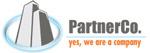 PartnerCo.
yes, we are a company